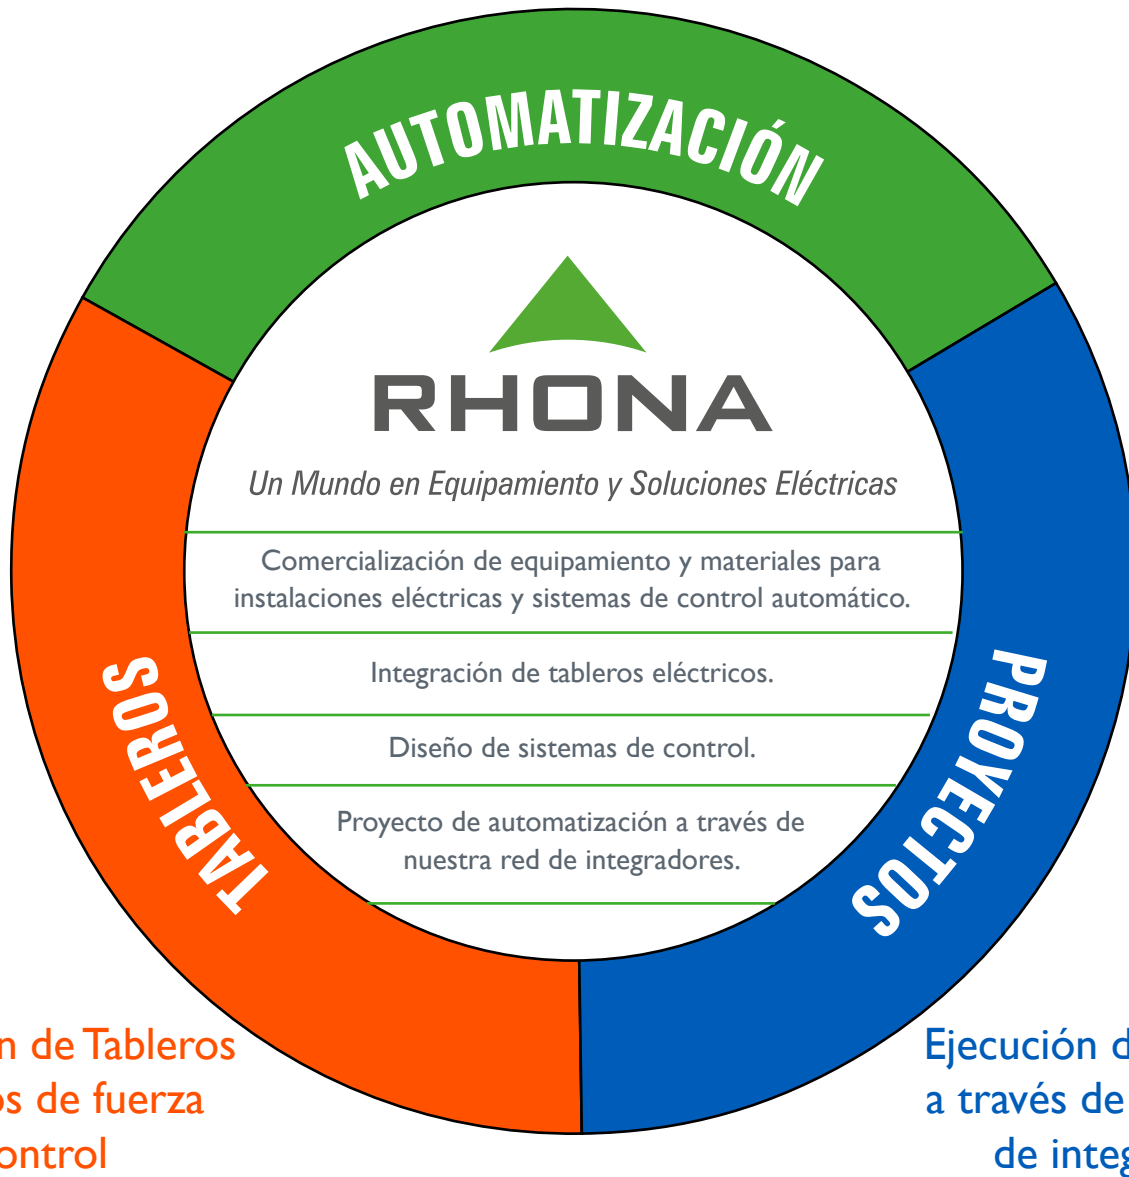 AUTOMATIZACIÓN
RHONA
Un Mundo en Equipamiento y Soluciones Eléctricas
Comercialización de equipamiento y materiales para
instalaciones eléctricas y sistemas de control automático.
Integración de tableros eléctricos.
Diseño de sistemas de control.
Proyecto de automatización a través de
nuestra red de integradores.
TABLEROS
PROYECTOS
de Tableros
de fuerza
Ejecución
a través de
de